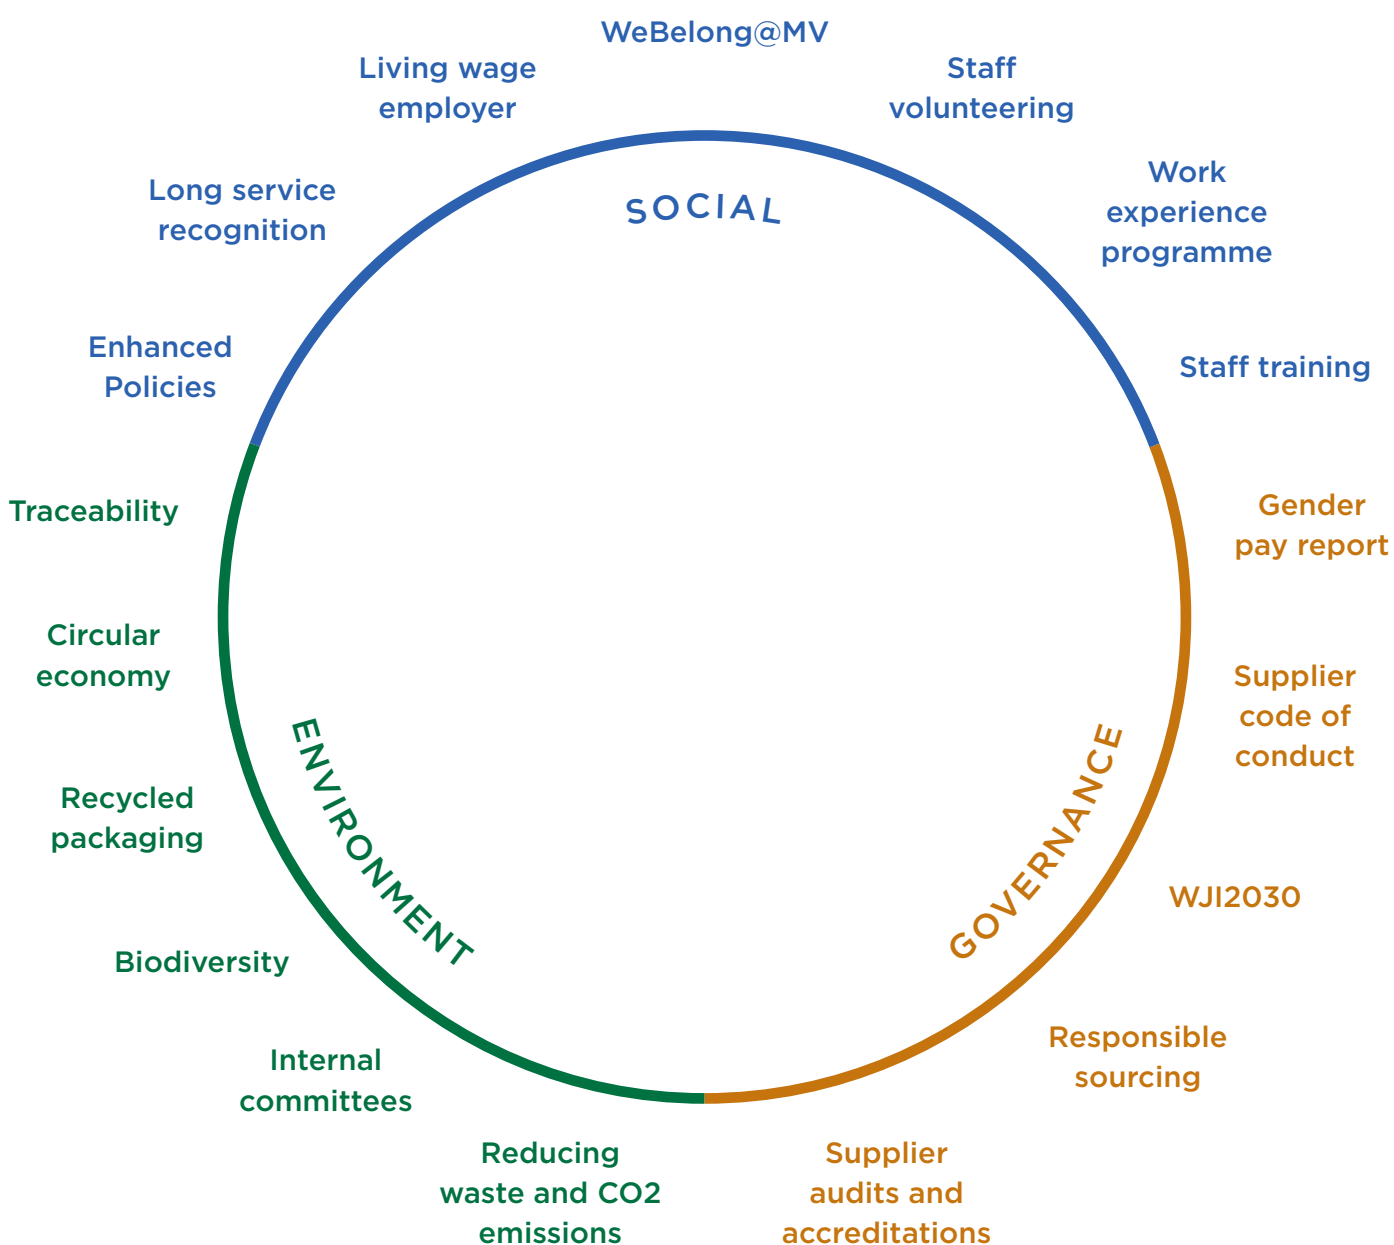 WeBelong@MV
Living wage
employer
Staff
volunteering
Long service
recognition
Work
experience
programme
SOCIAL
Enhanced
Policies
Staff training
Traceability
Gender
pay report
Circular
economy
Supplier
code of
conduct
ENVIRONMENT
GOVERNANCE
Recycled
packaging
WJI2030
Biodiversity
Responsible
sourcing
Internal
committees
Reducing
waste and CO2
emissions
Supplier
audits and
accreditations